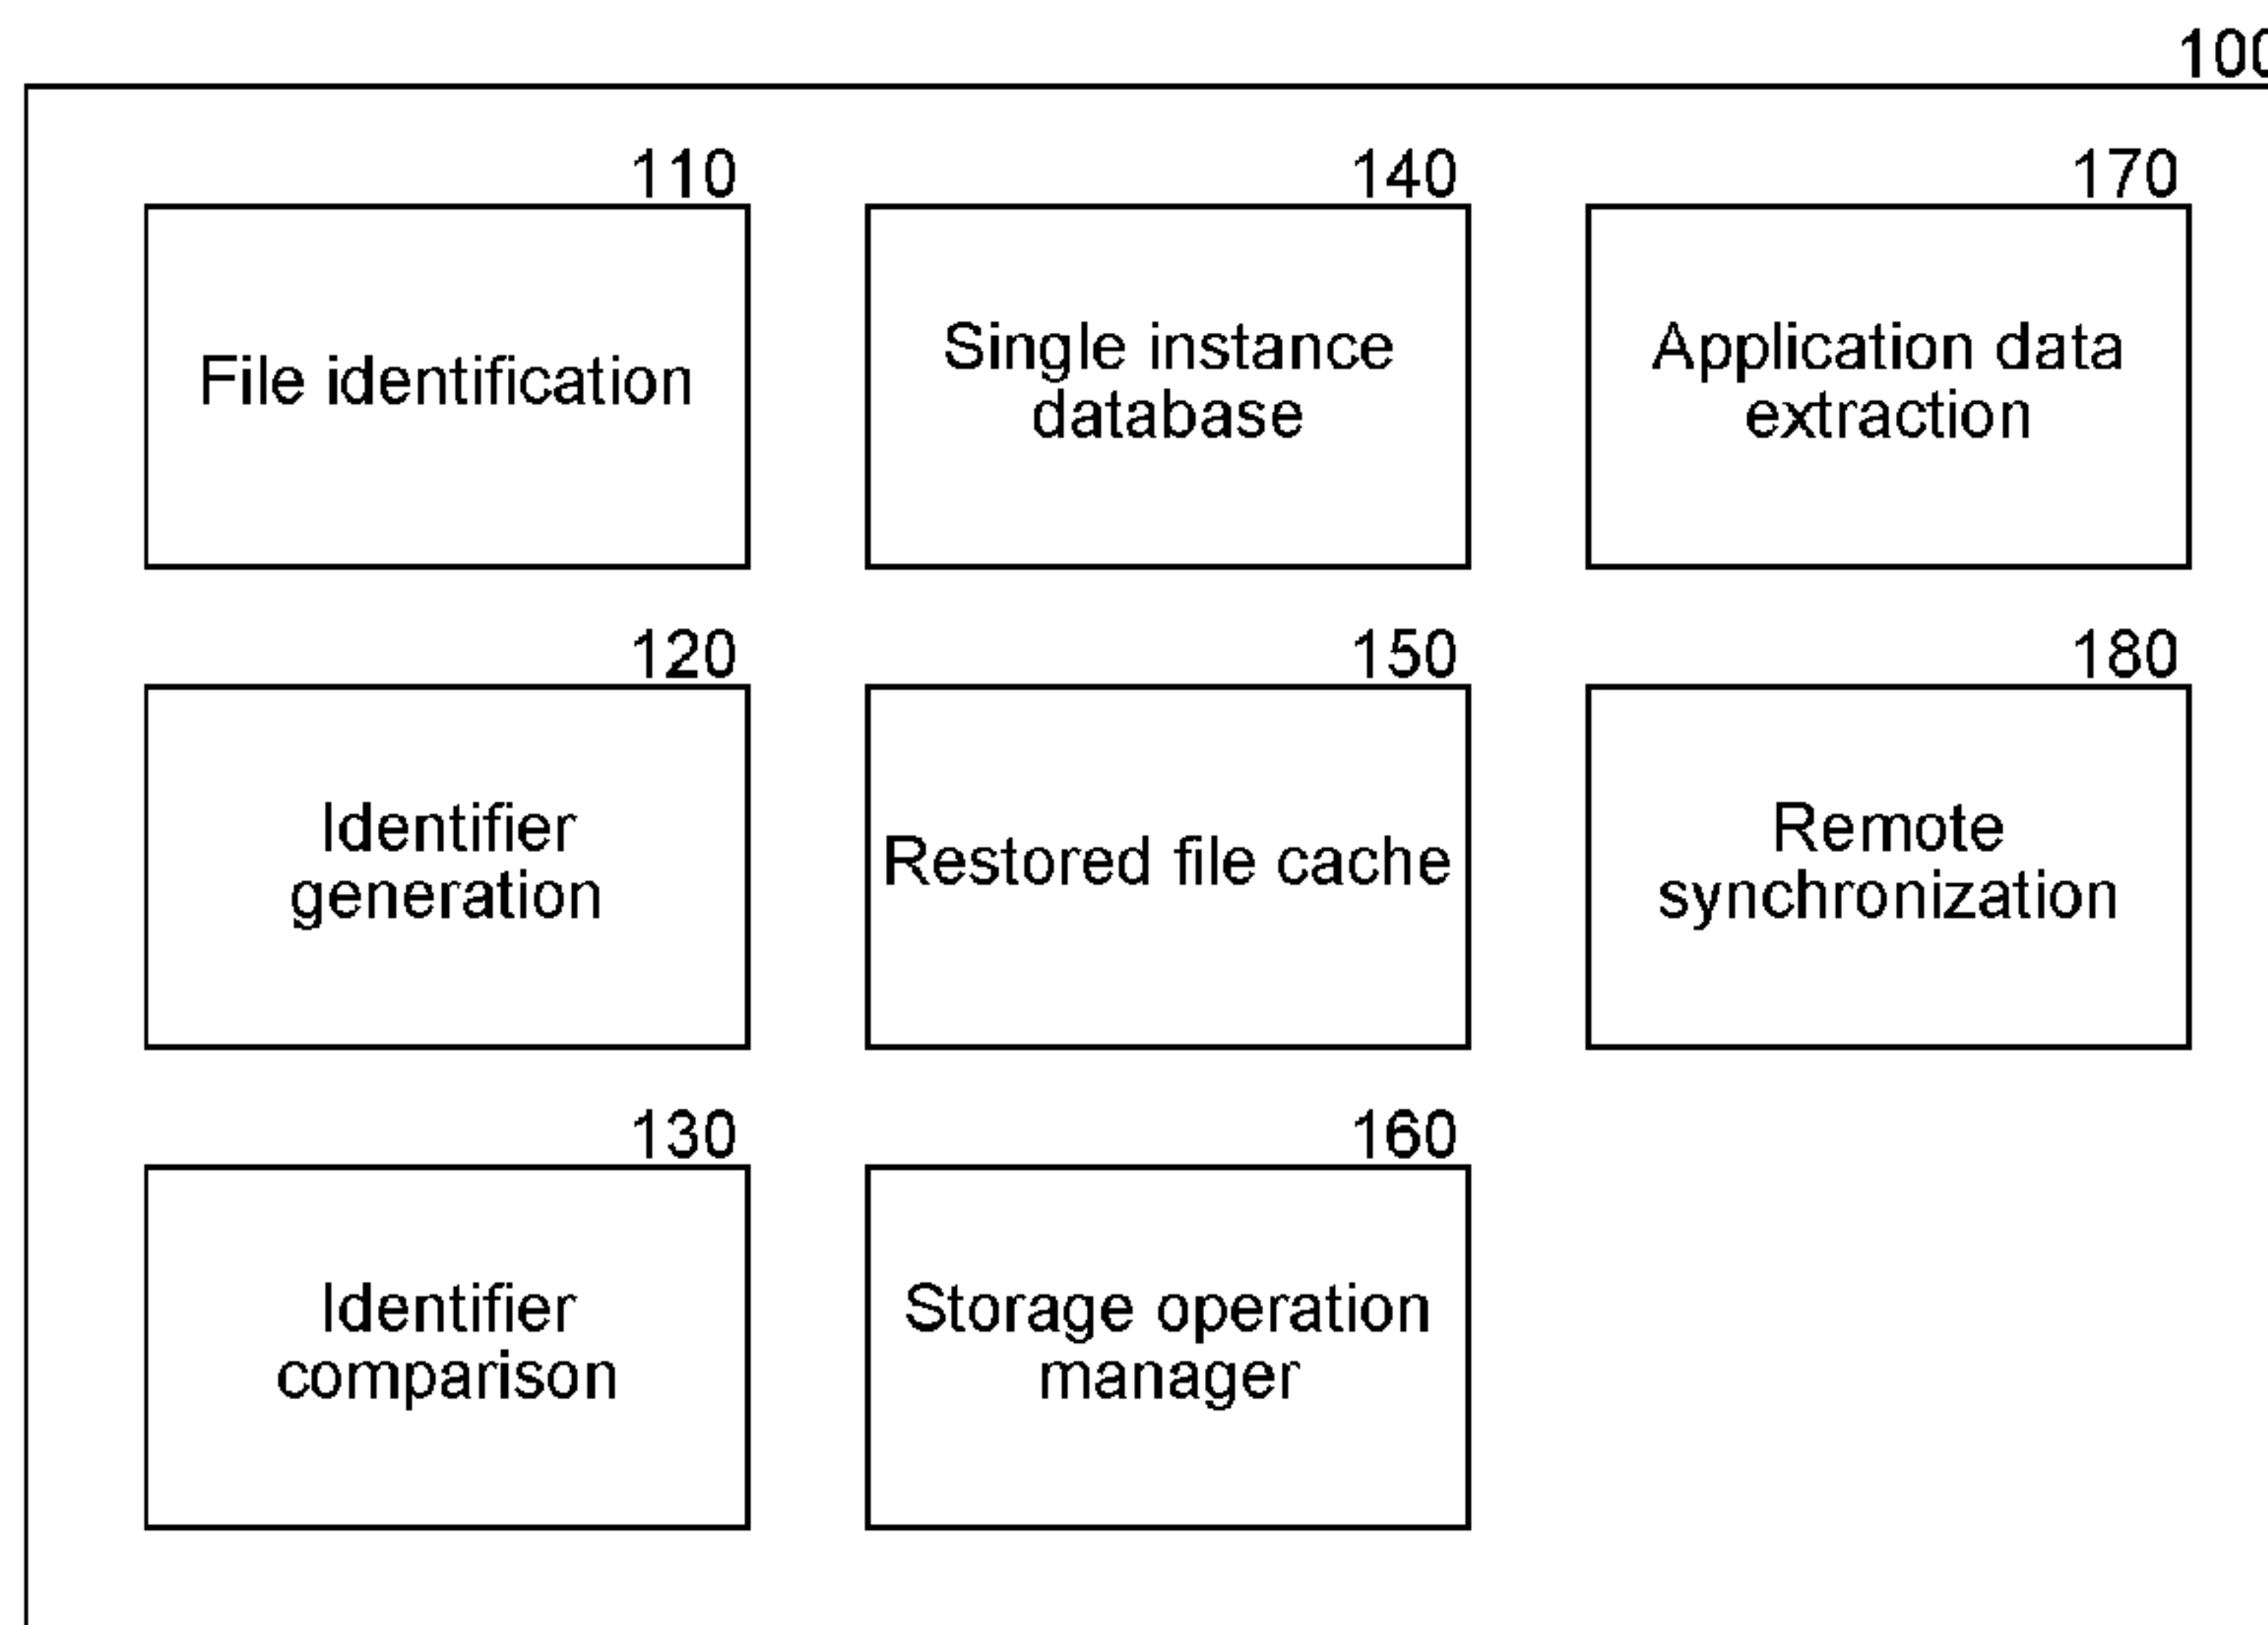 100
110
File identification
140
Single instance
database
170
Application data
extraction
120
Identifier
generation
150
Restored file cache
180
Remote
synchronization
130
Identifier
comparison
160
Storage operation
manager